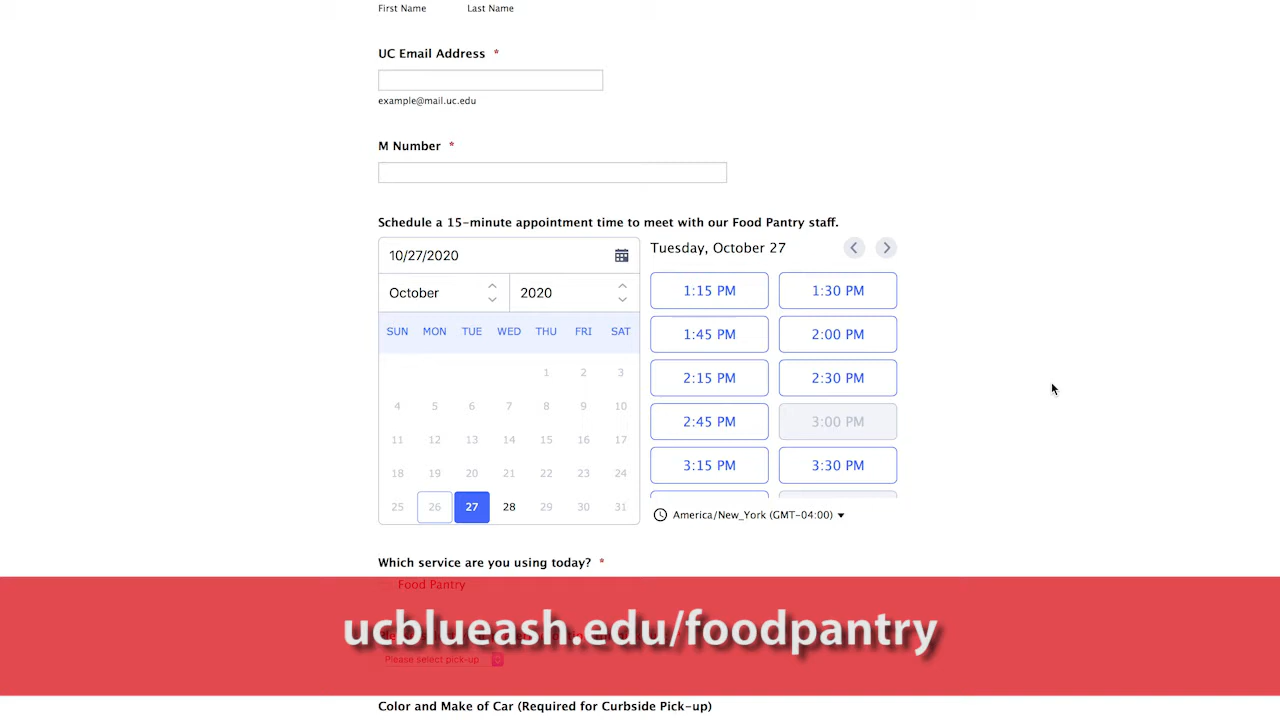 First Name Last Name
UC Email Address *
example@mail.uc.edu
M Number *
Schedule a 15-minute appointment time to meet with our Food Pantry staff.
10/27/2020
October 2020
SUN MON TUE WED THU FRI SAT
1 2 3
4 5 6 7 8 9 10
11 12 13 14 15 16 17
18 19 20 21 22 23 24
25 26 27 28 29 30 31
Tuesday, October 27
1:15 PM 1:30 PM
1:45 PM 2:00 PM
2:15 PM 2:30 PM
2:45 PM 3:00 PM
3:15 PM 3:30 PM
America/New_York (GMT-04:00)
Which service are you using today? *
Food Pantry
ucblueash.edu/foodpantry
Please select pick-up
Color and Make of Car (Required for Curbside Pick-up)